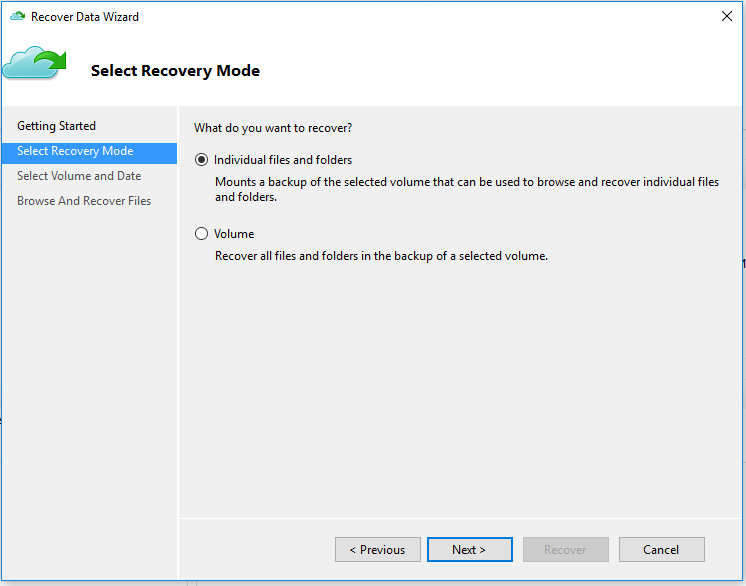 Recover Data Wizard
Select Recovery Mode
Getting Started
Select Recovery Mode
Select Volume and Date
Browse And Recover Files
What do you want to recover?
Individual files and folders
Mounts a backup of the selected volume that can be used to browse and recover individual files
and folders.
Volume
Recover all files and folders in the backup of a selected volume.
< Previous
Next >
Recover
Cancel